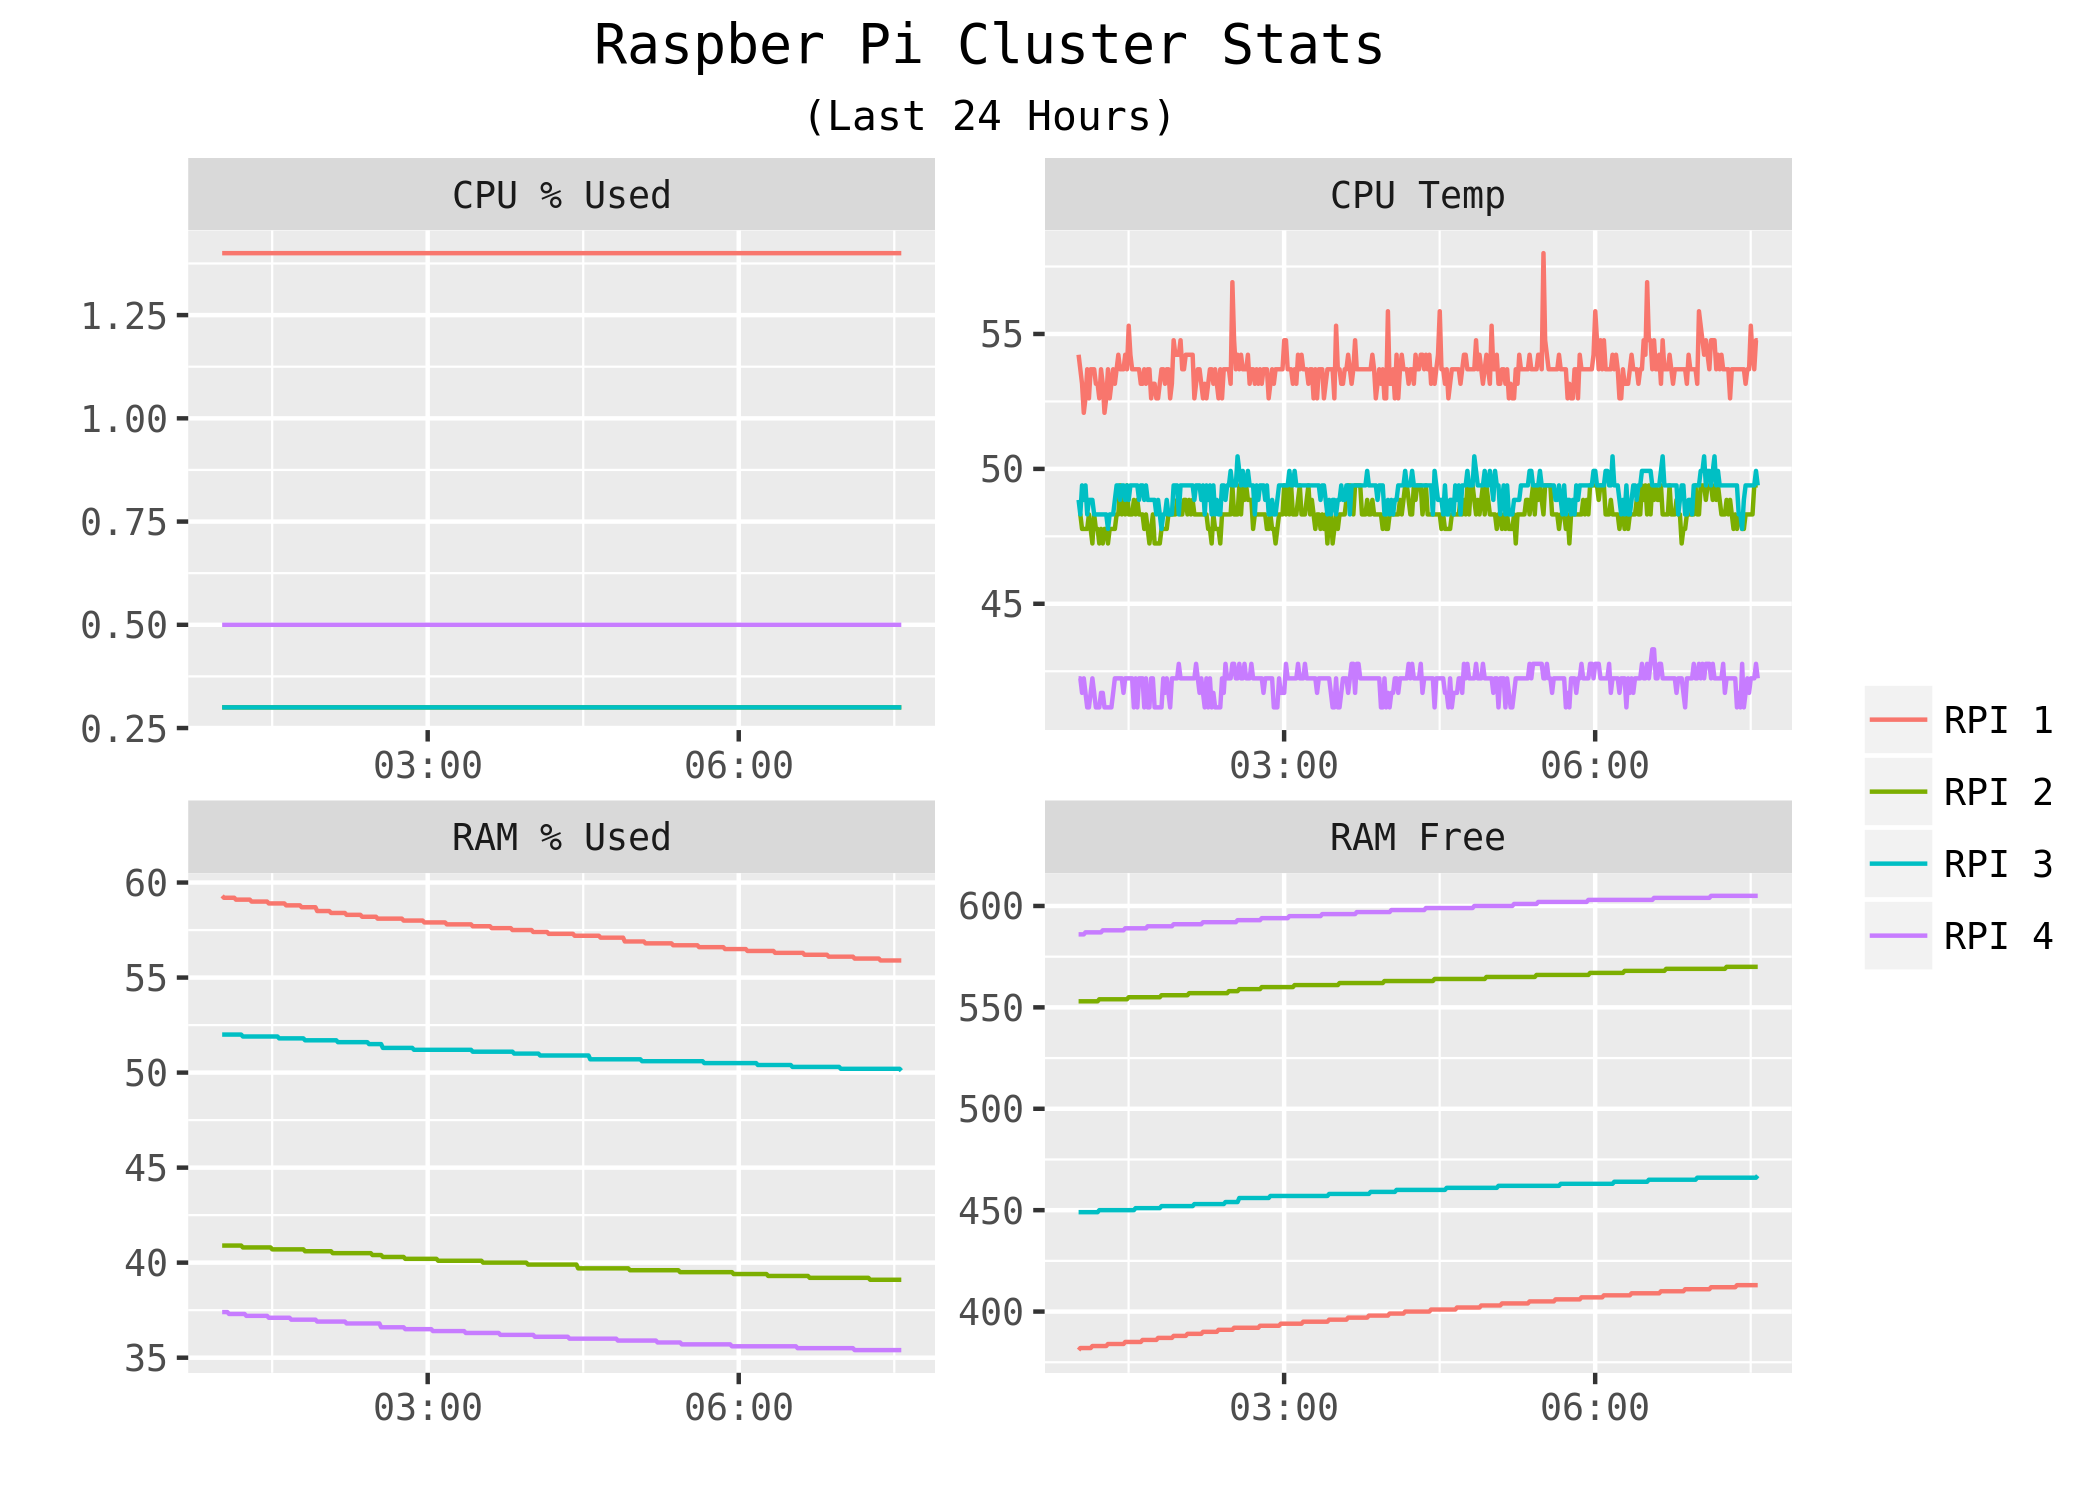 Raspber Pi Cluster Stats
(Last 24 Hours)
CPU % Used
1.25
1.00
0.75
0.50
0.25
03:00 06:00
CPU Temp
55
50
45
03:00 06:00
RAM % Used
60
55
50
45
40
35
03:00 06:00
RAM Free
600
550
500
450
400
03:00 06:00
RPI 1
RPI 2
RPI 3
RPI 4